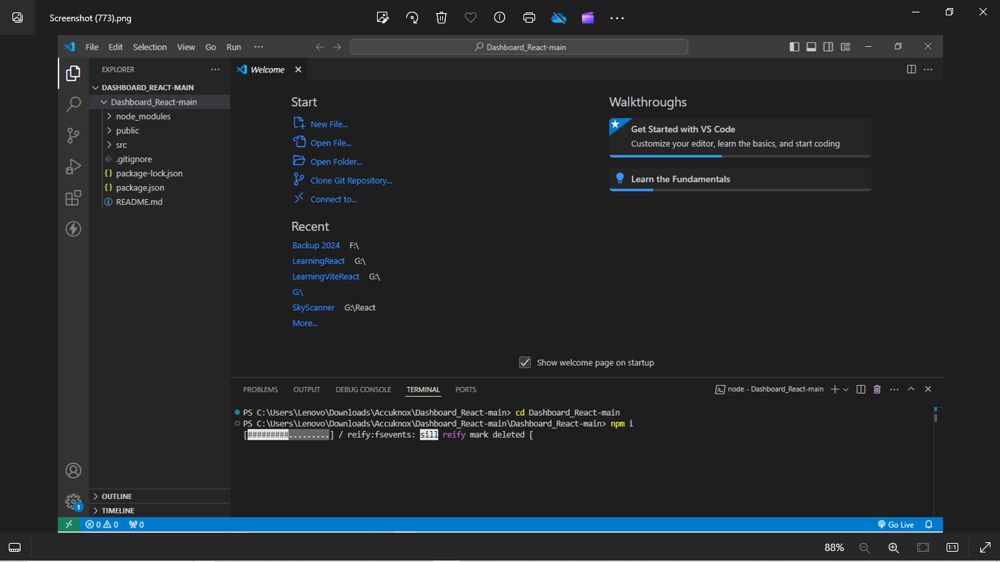 Screenshot (773).png
File Edit Selection View Go Run ··· Dashboard_React-main
EXPLORER ···
DASHBOARD_REACT-MAIN
Dashboard_React-main
node_modules
public
src
.gitignore
{} package-lock.json
{} package.json
README.md
OUTLINE
TIMELINE
Welcome
Start
New File...
Open File...
Open Folder...
Clone Git Repository...
Connect to...
Recent
Backup 2024 F:\
LearningReact G:\
LearningViteReact G:\
G:\
SkyScanner G:\React
More...
Walkthroughs
Get Started with VS Code
Customize your editor, learn the basics, and start coding
Learn the Fundamentals
Show welcome page on startup
PROBLEMS OUTPUT DEBUG CONSOLE TERMINAL PORTS node - Dashboard_React-main
PS C:\Users\Lenovo\Downloads\Accuknox\Dashboard_React-main> cd Dashboard_React-main
PS C:\Users\Lenovo\Downloads\Accuknox\Dashboard_React-main\Dashboard_React-main> npm i
[#########.........] / reify:fsevents: sill reify mark deleted [
1
0 0 0 Go Live
88% 1:1